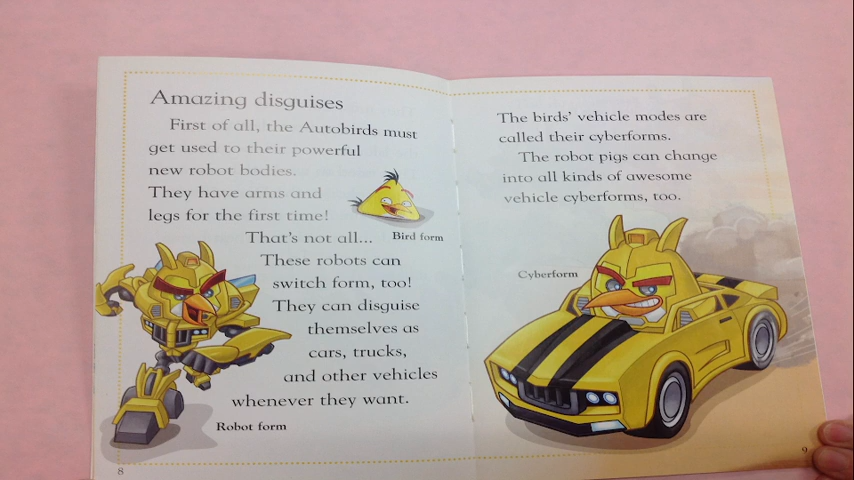 Amazing disguises
First of all, the Autobirds must
get used to their powerful
new robot bodies.
They have arms and
legs for the first time!
Bird form
That's not all...
These robots can
switch form, too!
They can disguise
themselves as
cars, trucks,
and other vehicles
whenever they want.
Robot form
8
The birds' vehicle modes are
called their cyberforms.
The robot pigs can change
into all kinds of awesome
vehicle cyberforms, too.
Cyberform
9